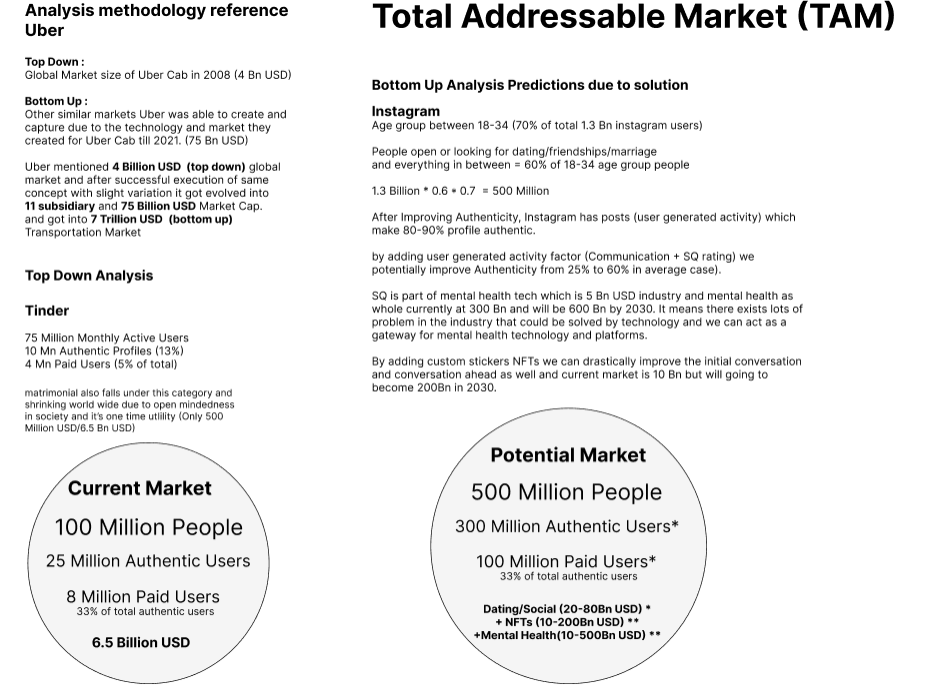 Analysis methodology reference
Uber
Top Down :
Global Market size of Uber Cab in 2008 (4 Bn USD)
Bottom Up :
Other similar markets Uber was able to create and
capture due to the technology and market they
created for Uber Cab till 2021. (75 Bn USD)
Uber mentioned 4 Billion USD (top down) global
market and after successful execution of same
concept with slight variation it got evolved into
11 subsidiary and 75 Billion USD Market Cap.
and got into 7 Trillion USD (bottom up)
Transportation Market
Top Down Analysis
Tinder
75 Million Monthly Active Users
10 Mn Authentic Profiles (13%)
4 Mn Paid Users (5% of total)
matrimonial also falls under this category and
shrinking world wide due to open mindedness
in society and it's one time utlility (Only 500
Million USD/6.5 Bn USD)
Current Market
100 Million People
25 Million Authentic Users
8 Million Paid Users
33% of total authentic users
6.5 Billion USD
Total Addressable Market (TAM)
Bottom Up Analysis Predictions due to solution
Instagram
Age group between 18-34 (70% of total 1.3 Bn instagram users)
People open or looking for dating/friendships/marriage
and everything in between = 60% of 18-34 age group people
1.3 Billion * 0.6 * 0.7 = 500 Million
After Improving Authenticity, Instagram has posts (user generated activity) which
make 80-90% profile authentic.
by adding user generated activity factor (Communication + SQ rating) we
potentially improve Authenticity from 25% to 60% in average case).
SQ is part of mental health tech which is 5 Bn USD industry and mental health as
whole currently at 300 Bn and will be 600 Bn by 2030. It means there exists lots of
problem in the industry that could be solved by technology and we can act as a
gateway for mental health technology and platforms.
By adding custom stickers NFTs we can drastically improve the initial conversation
and conversation ahead as well and current market is 10 Bn but will going to
become 200Bn in 2030.
Potential Market
500 Million People
300 Million Authentic Users*
100 Million Paid Users*
33% of total authentic users
Dating/Social (20-80Bn USD) *
+ NFTs (10-200Bn USD) **
+Mental Health(10-500Bn USD) **